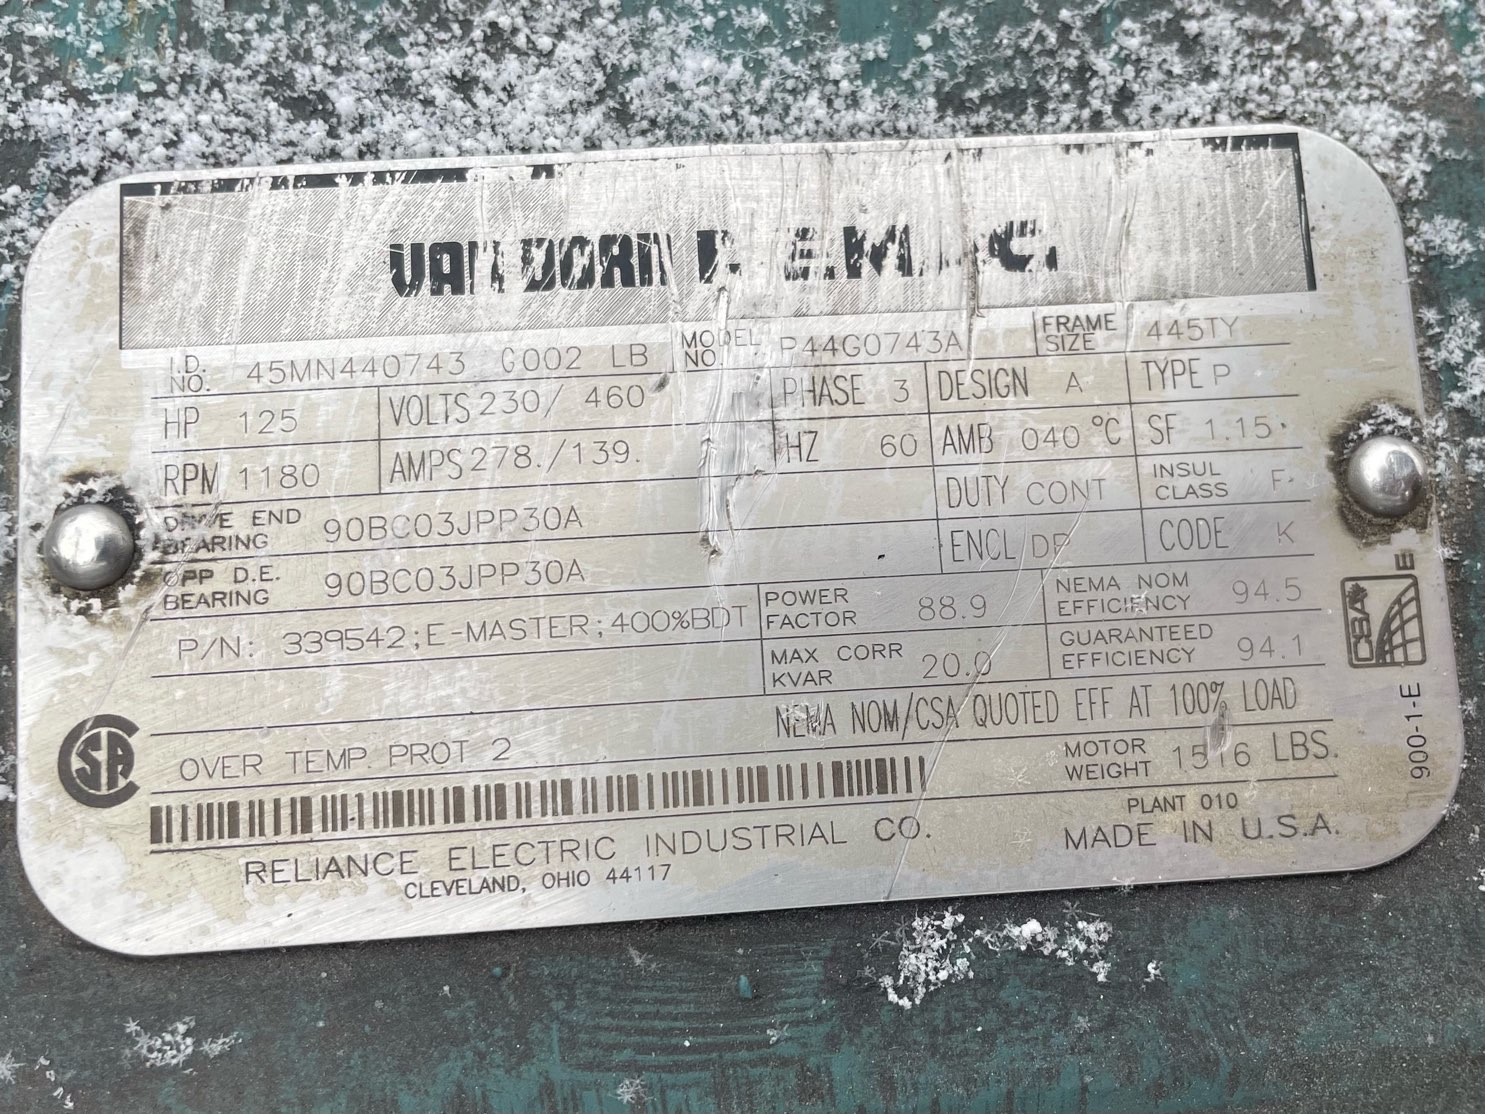 VAN DORN DEMAG
I.D. NO. 45MN440743 G002 LB MODEL NO. P44G0743A FRAME SIZE 445TY
HP 125 VOLTS 230/ 460 PHASE 3 DESIGN A TYPE P
RPM 1180 AMPS 278./139. HZ 60 AMB 040 °C SF 1.15
DUTY CONT INSUL CLASS F
DRIVE END BEARING 90BC03JPP30A ENCL DP CODE K
OPP D.E. BEARING 90BC03JPP30A
P/N: 339542;E-MASTER;400%BDT POWER FACTOR 88.9 NEMA NOM EFFICIENCY 94.5
MAX CORR KVAR 20.0 GUARANTEED EFFICIENCY 94.1
NEMA NOM/CSA QUOTED EFF AT 100% LOAD
OVER TEMP. PROT 2 MOTOR WEIGHT 1516 LBS.
PLANT 010
RELIANCE ELECTRIC INDUSTRIAL CO. MADE IN U.S.A.
CLEVELAND, OHIO 44117
E
900-1-E